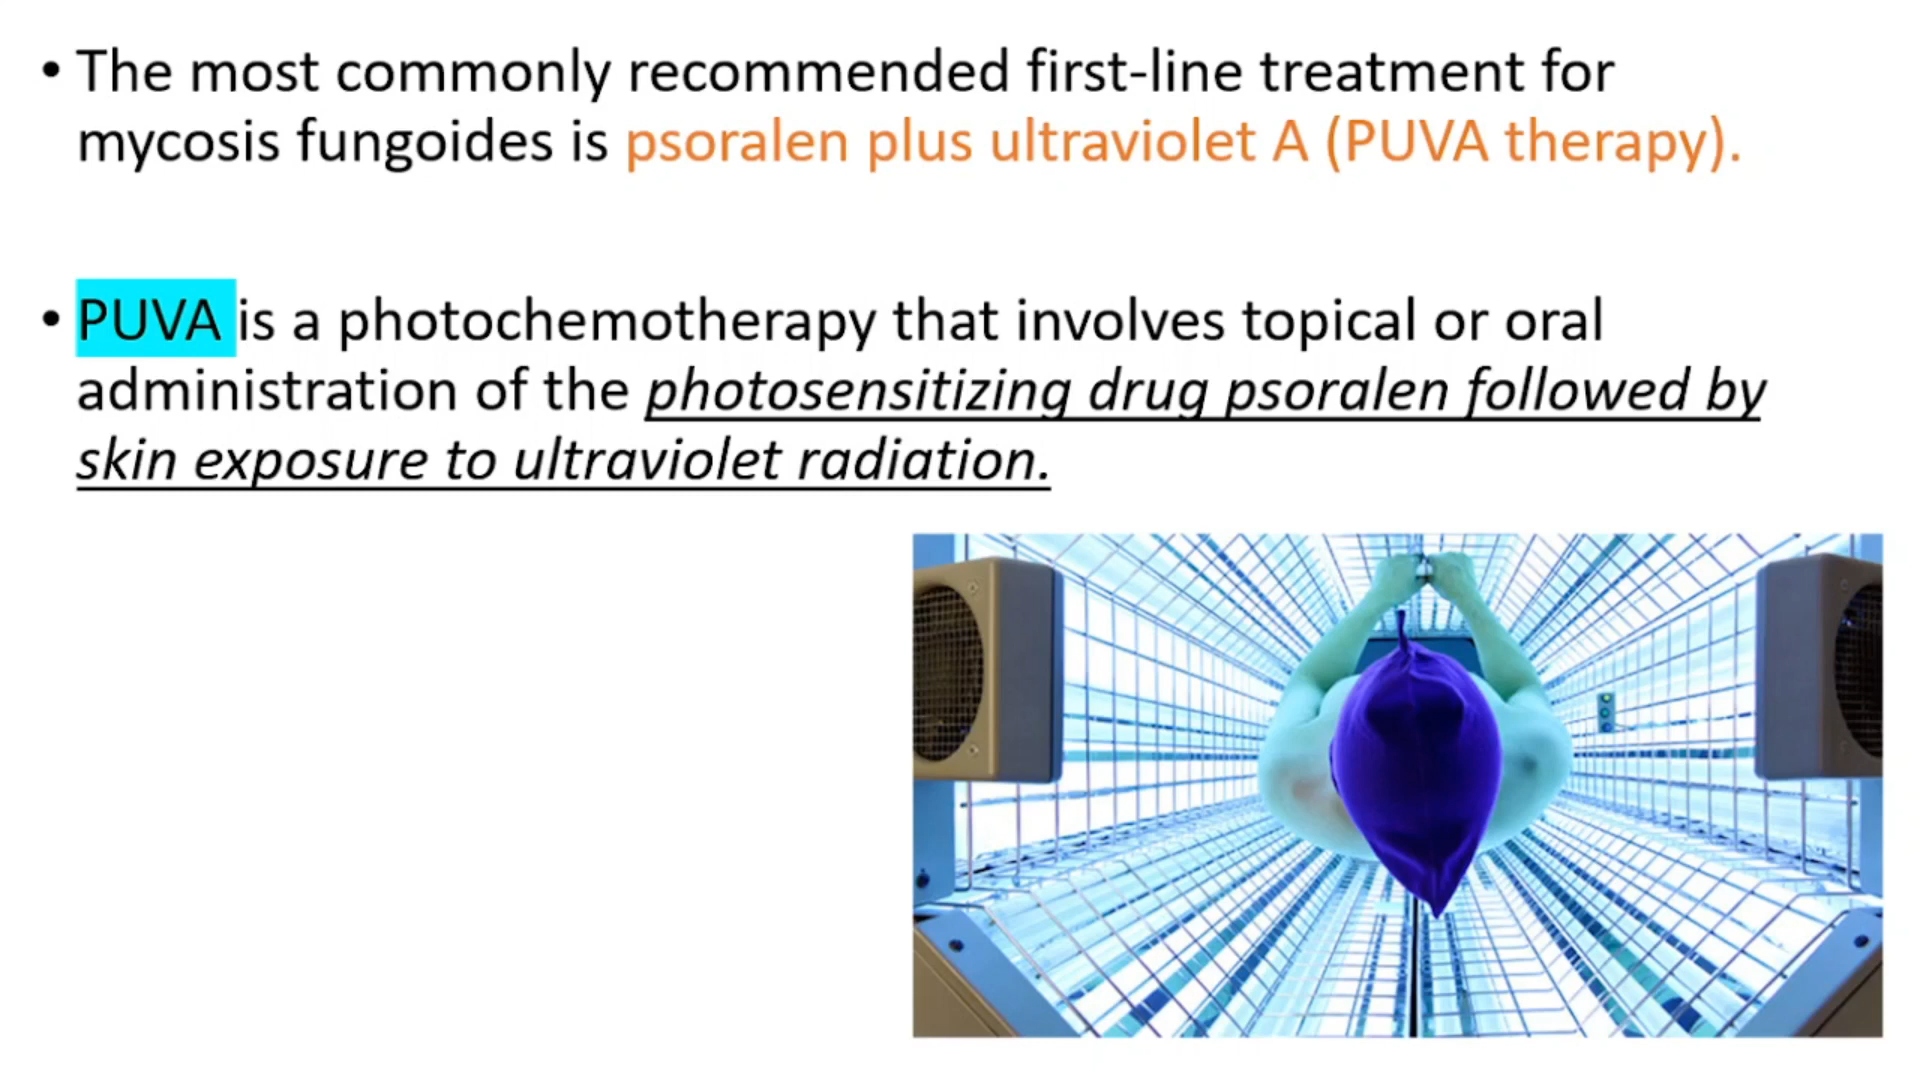 • The most commonly recommended first-line treatment for
mycosis fungoides is psoralen plus ultraviolet A (PUVA therapy).
• PUVA is a photochemotherapy that involves topical or oral
administration of the photosensitizing drug psoralen followed by
skin exposure to ultraviolet radiation.